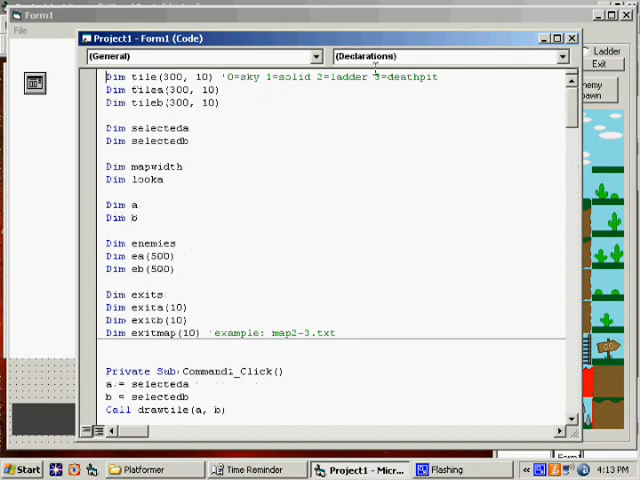 Form1
File
Project1 - Form1 (Code)
(General)
(Declarations)
Ladder
Exit
Enemy
Spawn
Dim tile(300, 10) '0=sky 1=solid 2=ladder 3=deathpit
Dim tilea(300, 10)
Dim tileb(300, 10)
Dim selecteda
Dim selectedb
Dim mapwidth
Dim looka
Dim a
Dim b
Dim enemies
Dim ea(500)
Dim eb(500)
Dim exits
Dim exita(10)
Dim exitb(10)
Dim exitmap(10) 'example: map2-3.txt
Private Sub Command1_Click()
a = selecteda
b = selectedb
Call drawtile(a, b)
Form1
Start
Platformer
Time Reminder
Project1 - Micr...
Flashing
«
4:13 PM